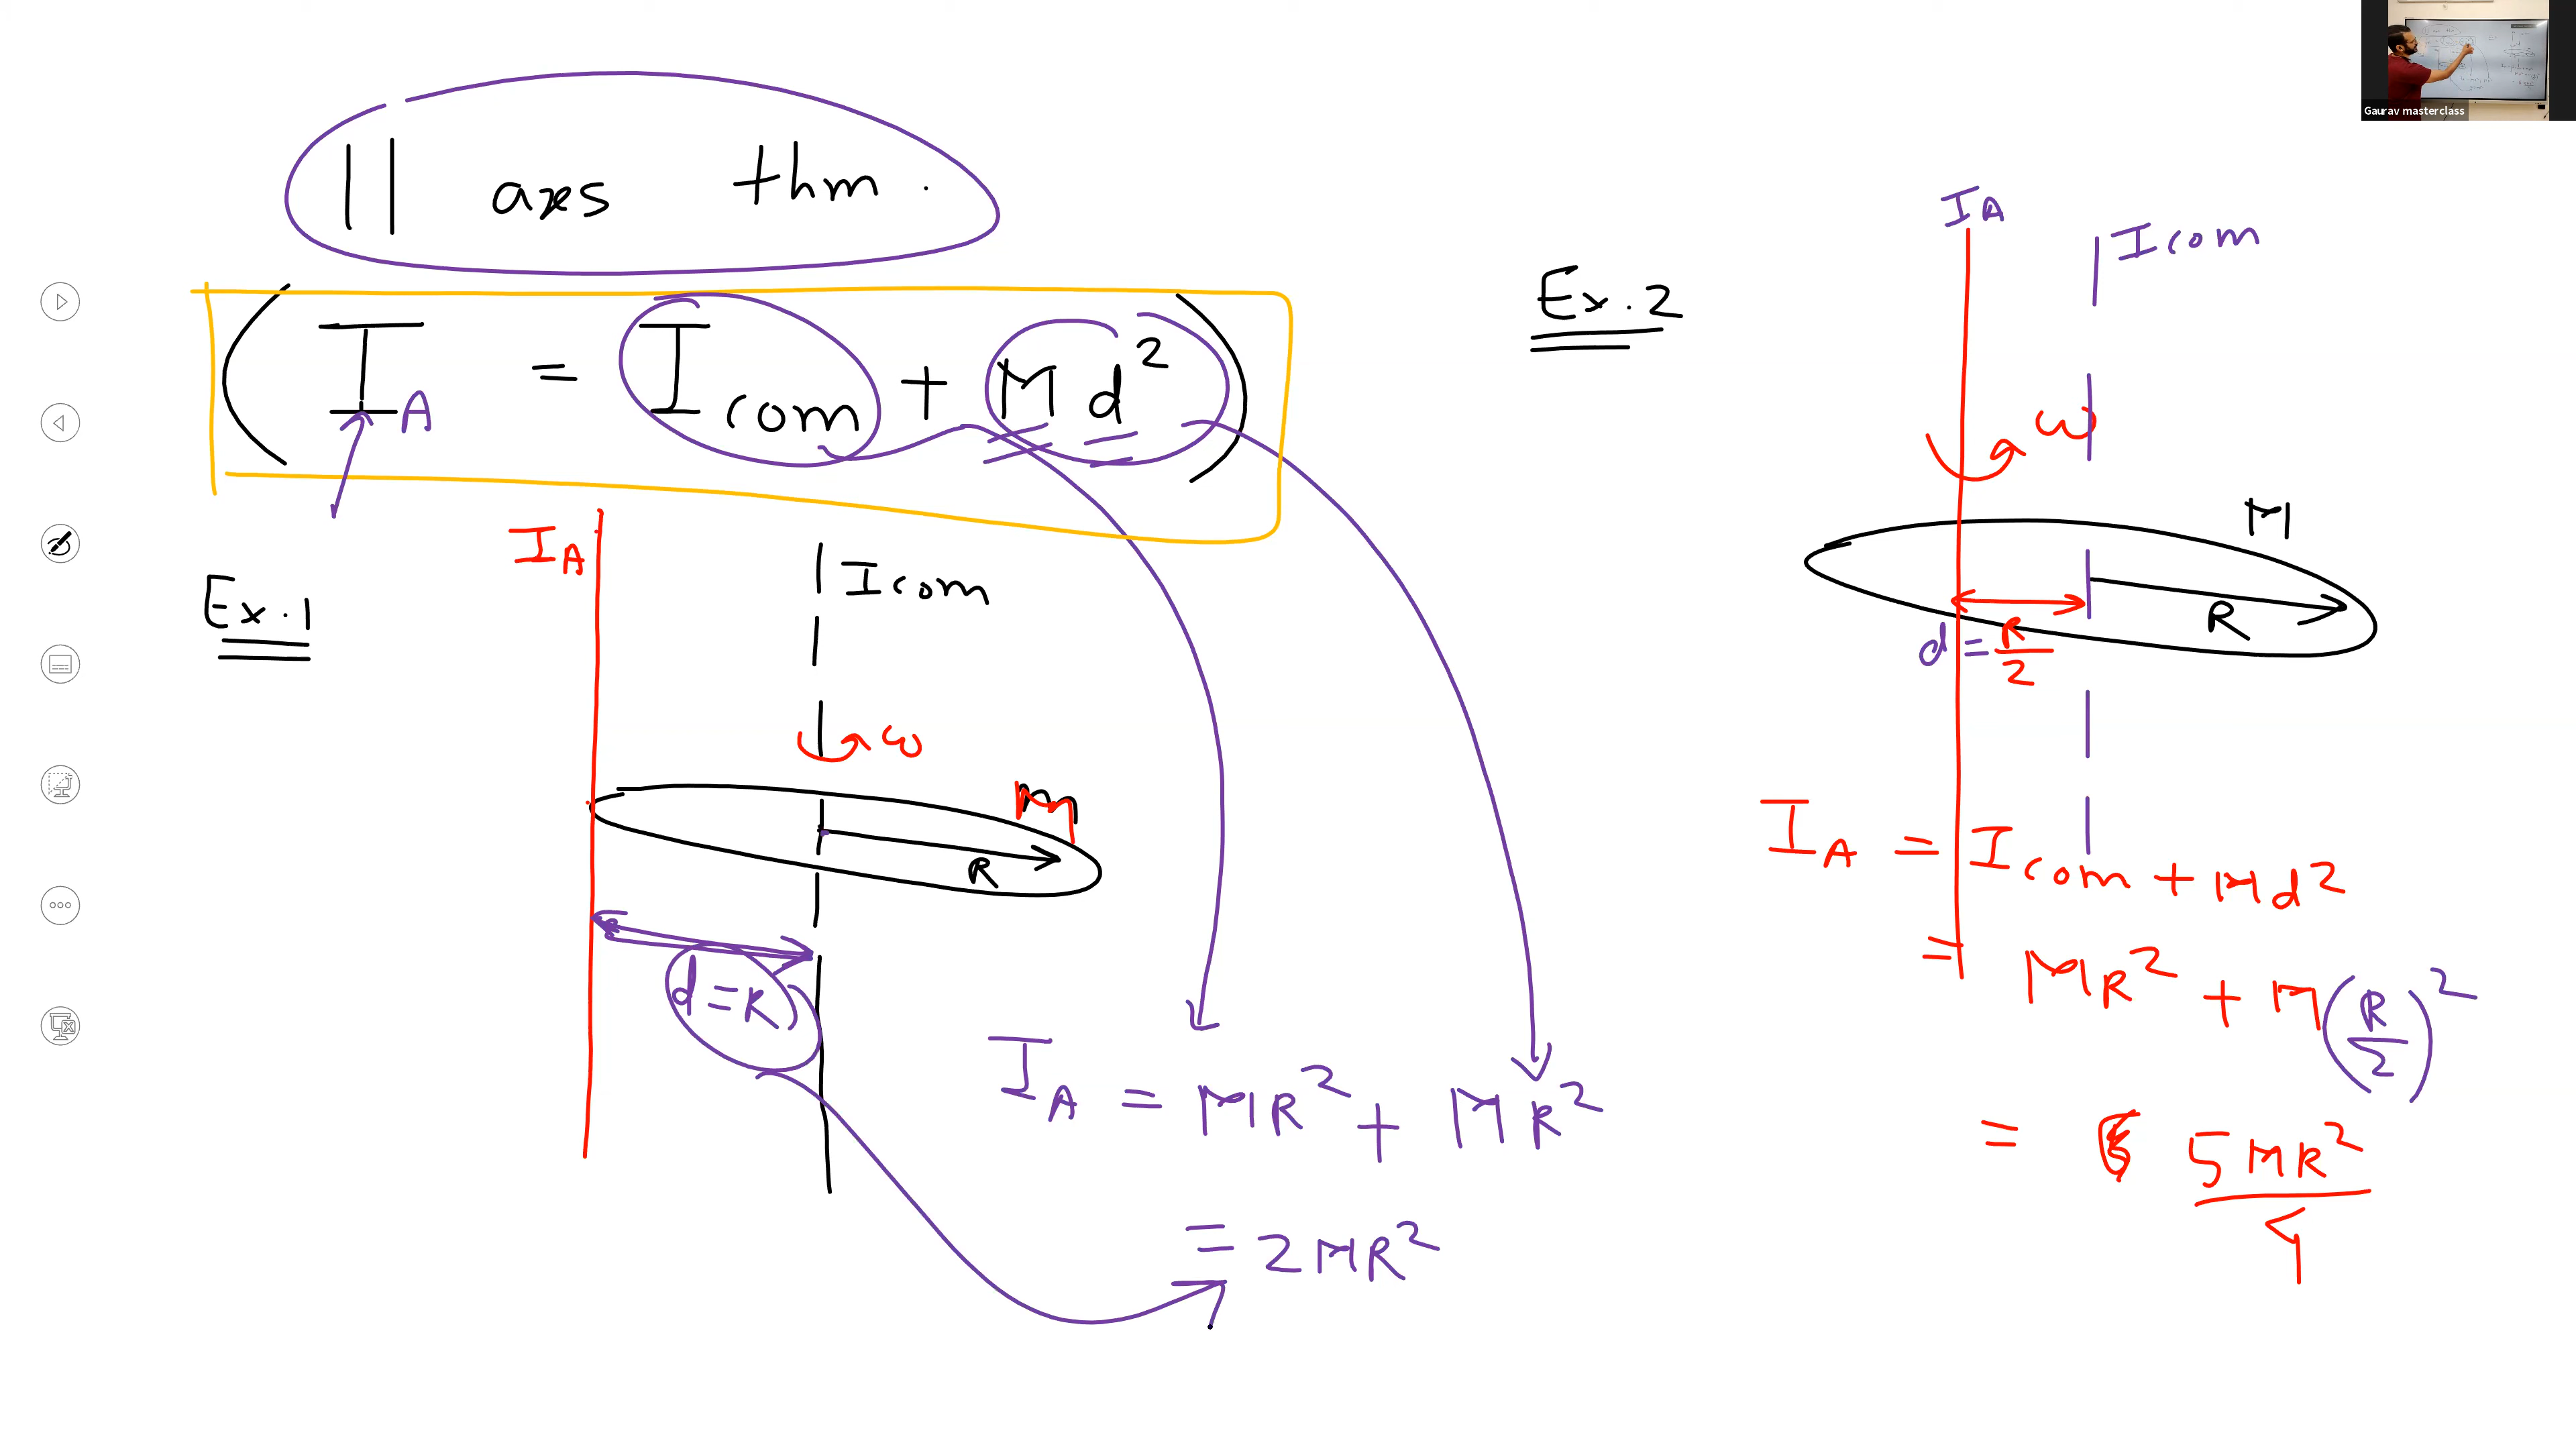 Gaurav masterclass
|| axes thm.
( I_A = I_com + Md² )
Ex.1
I_A
I_com
ω
m
R
d = R
I_A = MR² + MR²
= 2MR²
Ex.2
I_A
I_com
ω
M
R
d = R/2
I_A = I_com + Md²
= MR² + M(R/2)²
= 5MR²/4